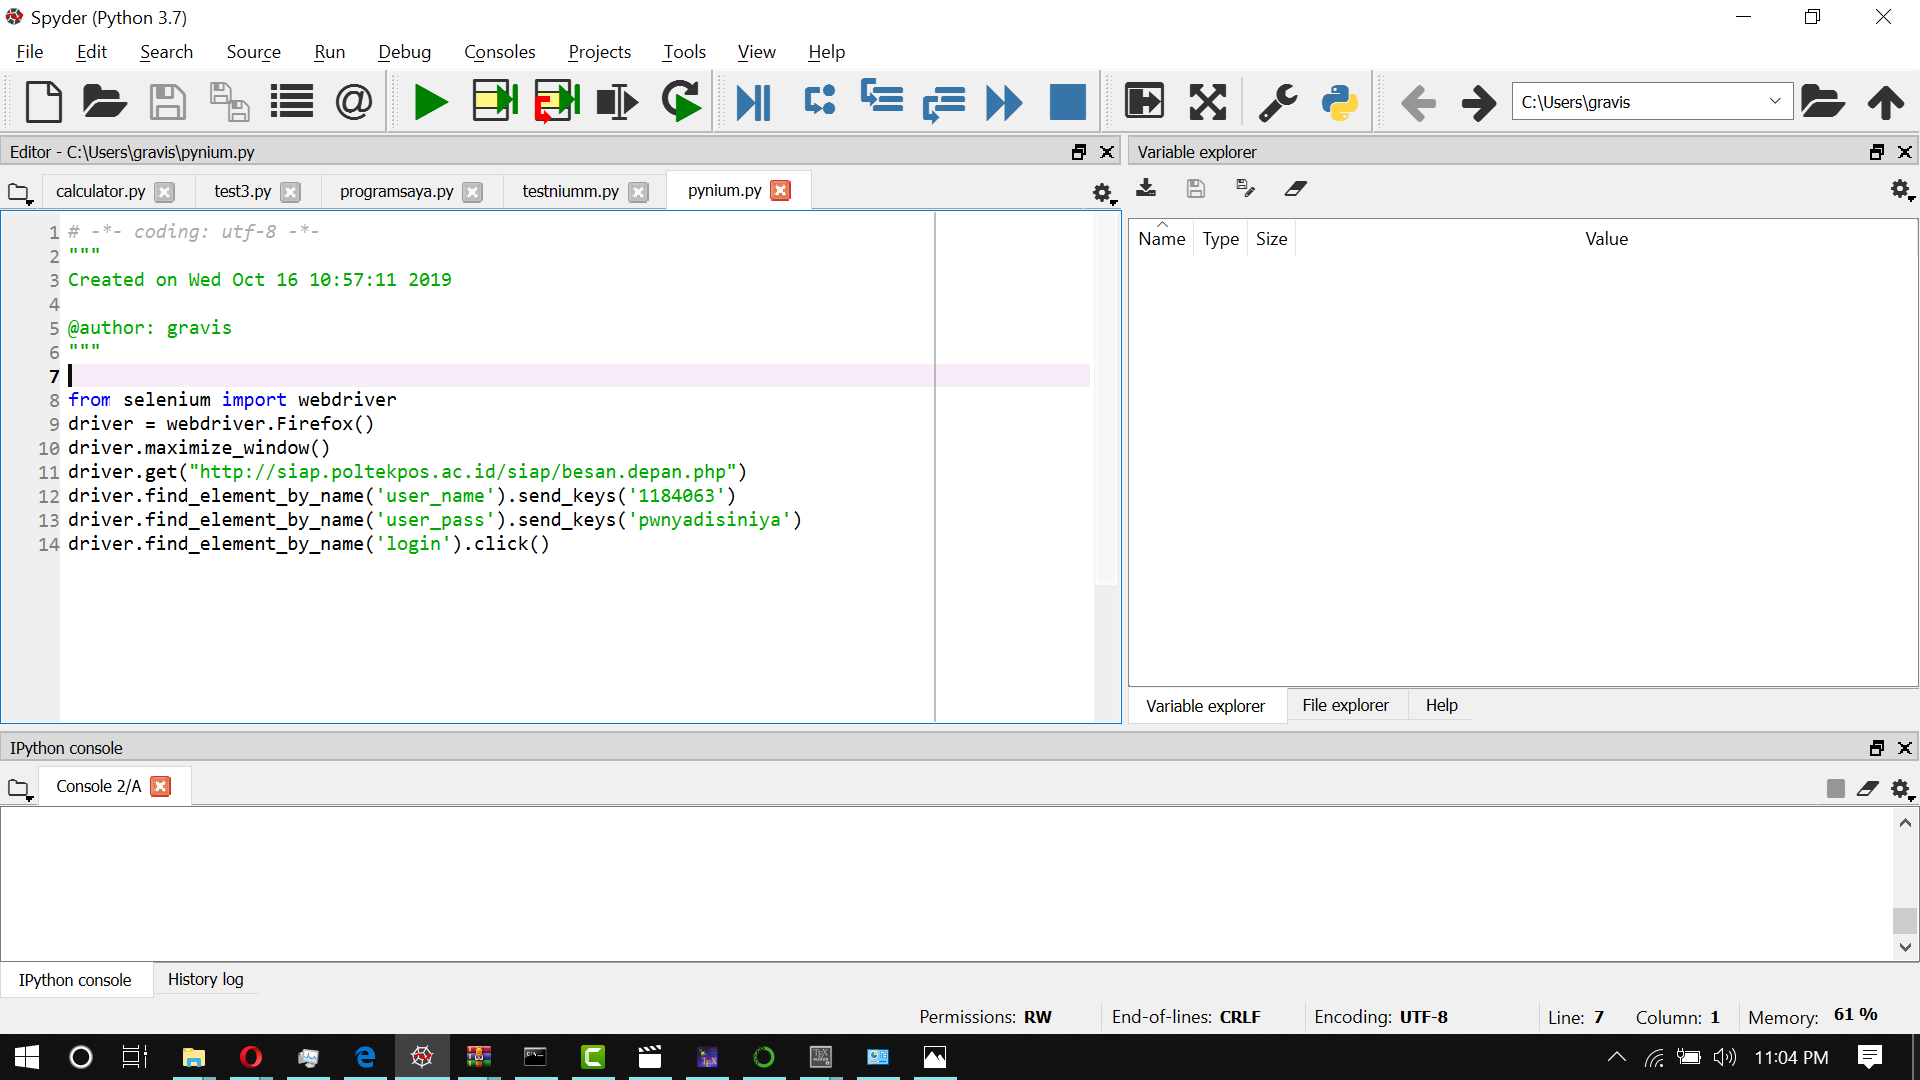 Spyder (Python 3.7)
File Edit Search Source Run Debug Consoles Projects Tools View Help
C:\Users\gravis
Editor - C:\Users\gravis\pynium.py
Variable explorer
calculator.py test3.py programsaya.py testniumm.py pynium.py
Name Type Size Value
1 # -*- coding: utf-8 -*-
2 """
3 Created on Wed Oct 16 10:57:11 2019
4
5 @author: gravis
6 """
7
8 from selenium import webdriver
9 driver = webdriver.Firefox()
10 driver.maximize_window()
11 driver.get("http://siap.poltekpos.ac.id/siap/besan.depan.php")
12 driver.find_element_by_name('user_name').send_keys('1184063')
13 driver.find_element_by_name('user_pass').send_keys('pwnyadisiniya')
14 driver.find_element_by_name('login').click()
Variable explorer File explorer Help
IPython console
Console 2/A
IPython console History log
Permissions: RW End-of-lines: CRLF Encoding: UTF-8 Line: 7 Column: 1 Memory: 61 %
11:04 PM